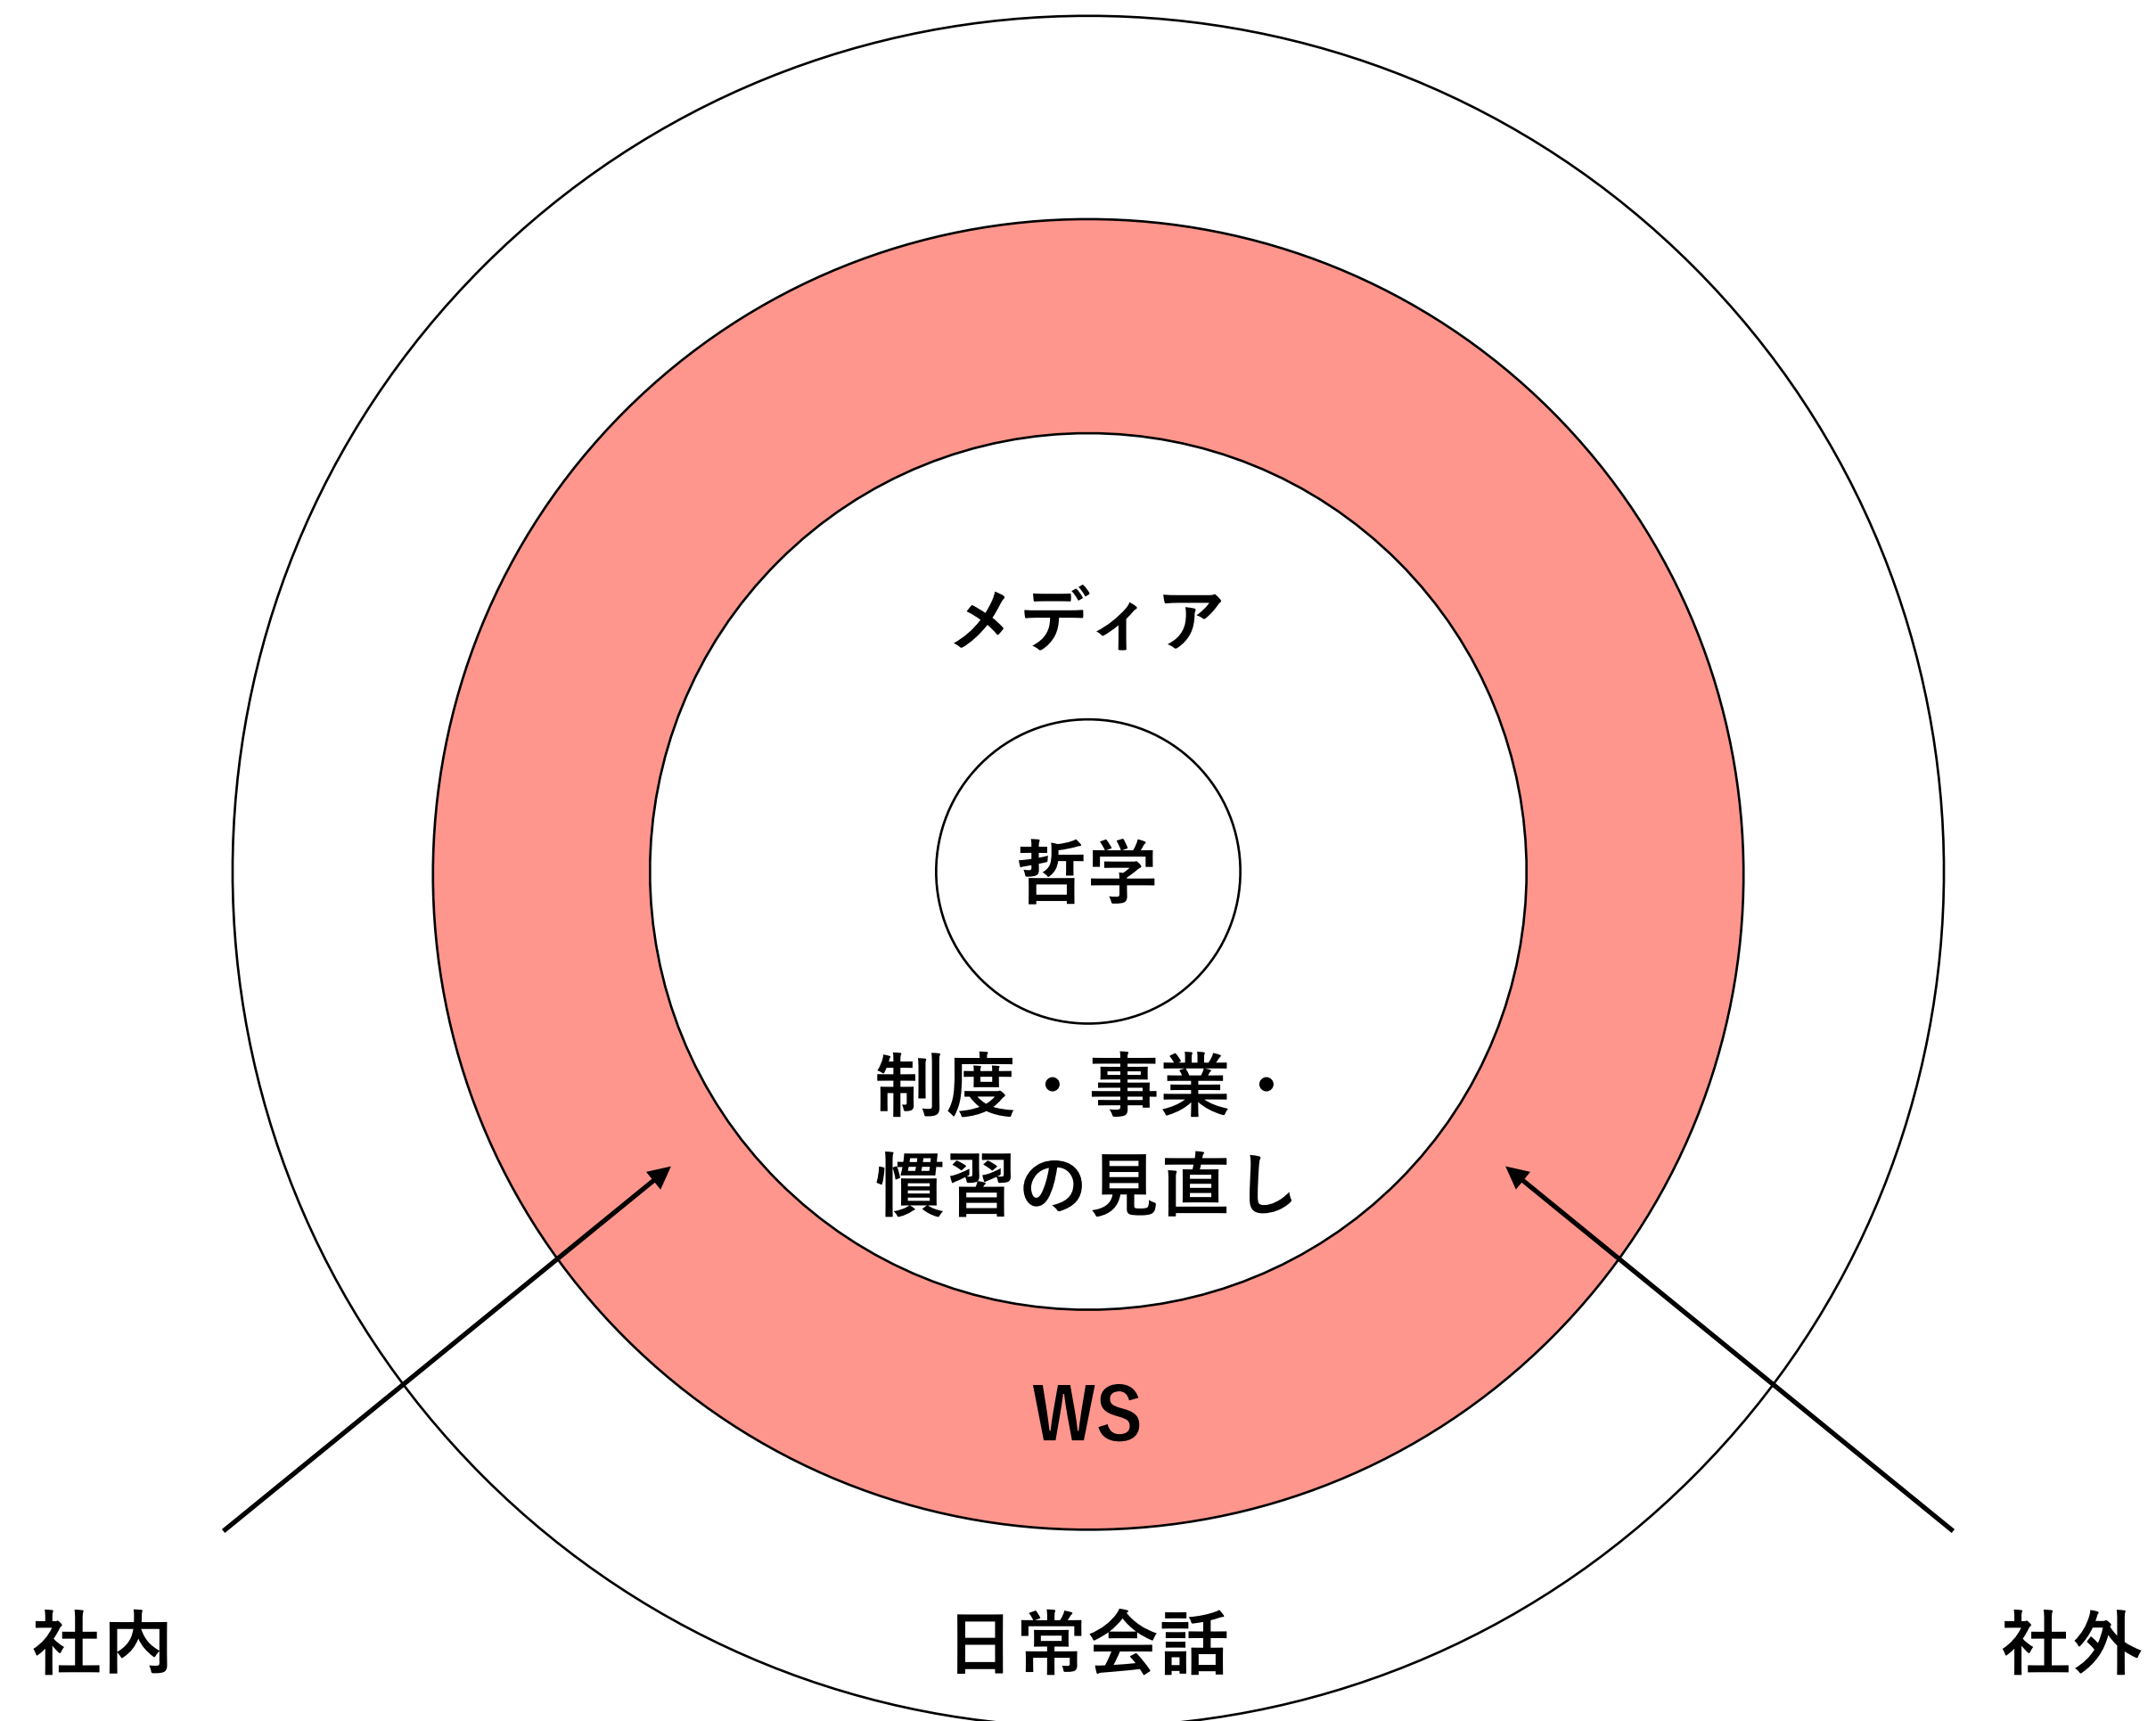 メディア
哲学
制度・事業・
慣習の見直し
WS
社内
日常会話
社外